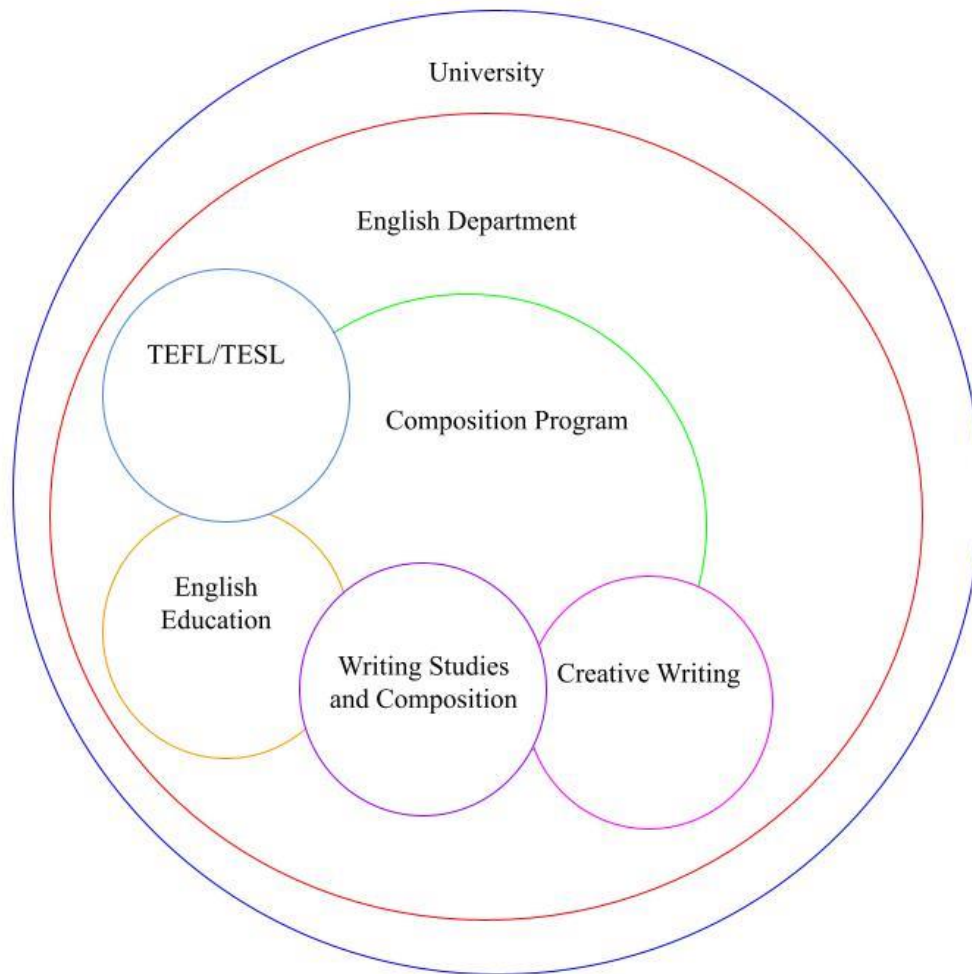 University
English Department
TEFL/TESL
Composition Program
English
Education
Writing Studies
and Composition
Creative Writing